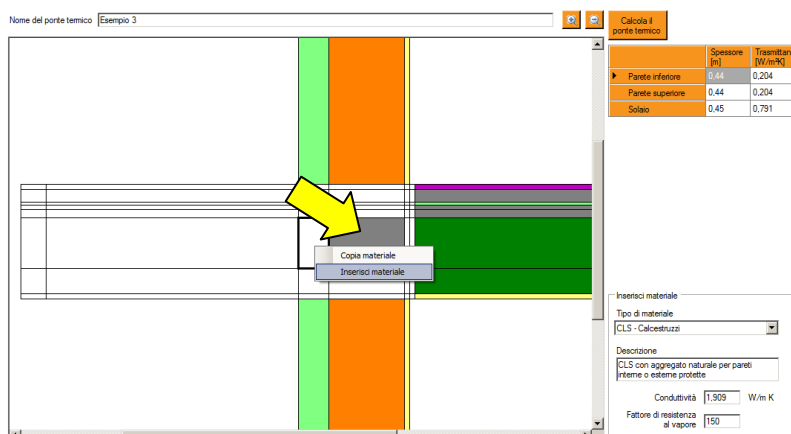 Nome del ponte termico Esempio 3
Calcola il
ponte termico
Spessore
[m]
Trasmittan
[W/m²K]
Parete inferiore 0,44 0,204
Parete superiore 0,44 0,204
Solaio 0,45 0,791
Copia materiale
Inserisci materiale
Inserisci materiale
Tipo di materiale
CLS - Calcestruzzi
Descrizione
CLS con aggregato naturale per pareti
interne o esterne protette
Conduttività 1,909 W/m K
Fattore di resistenza
al vapore 150